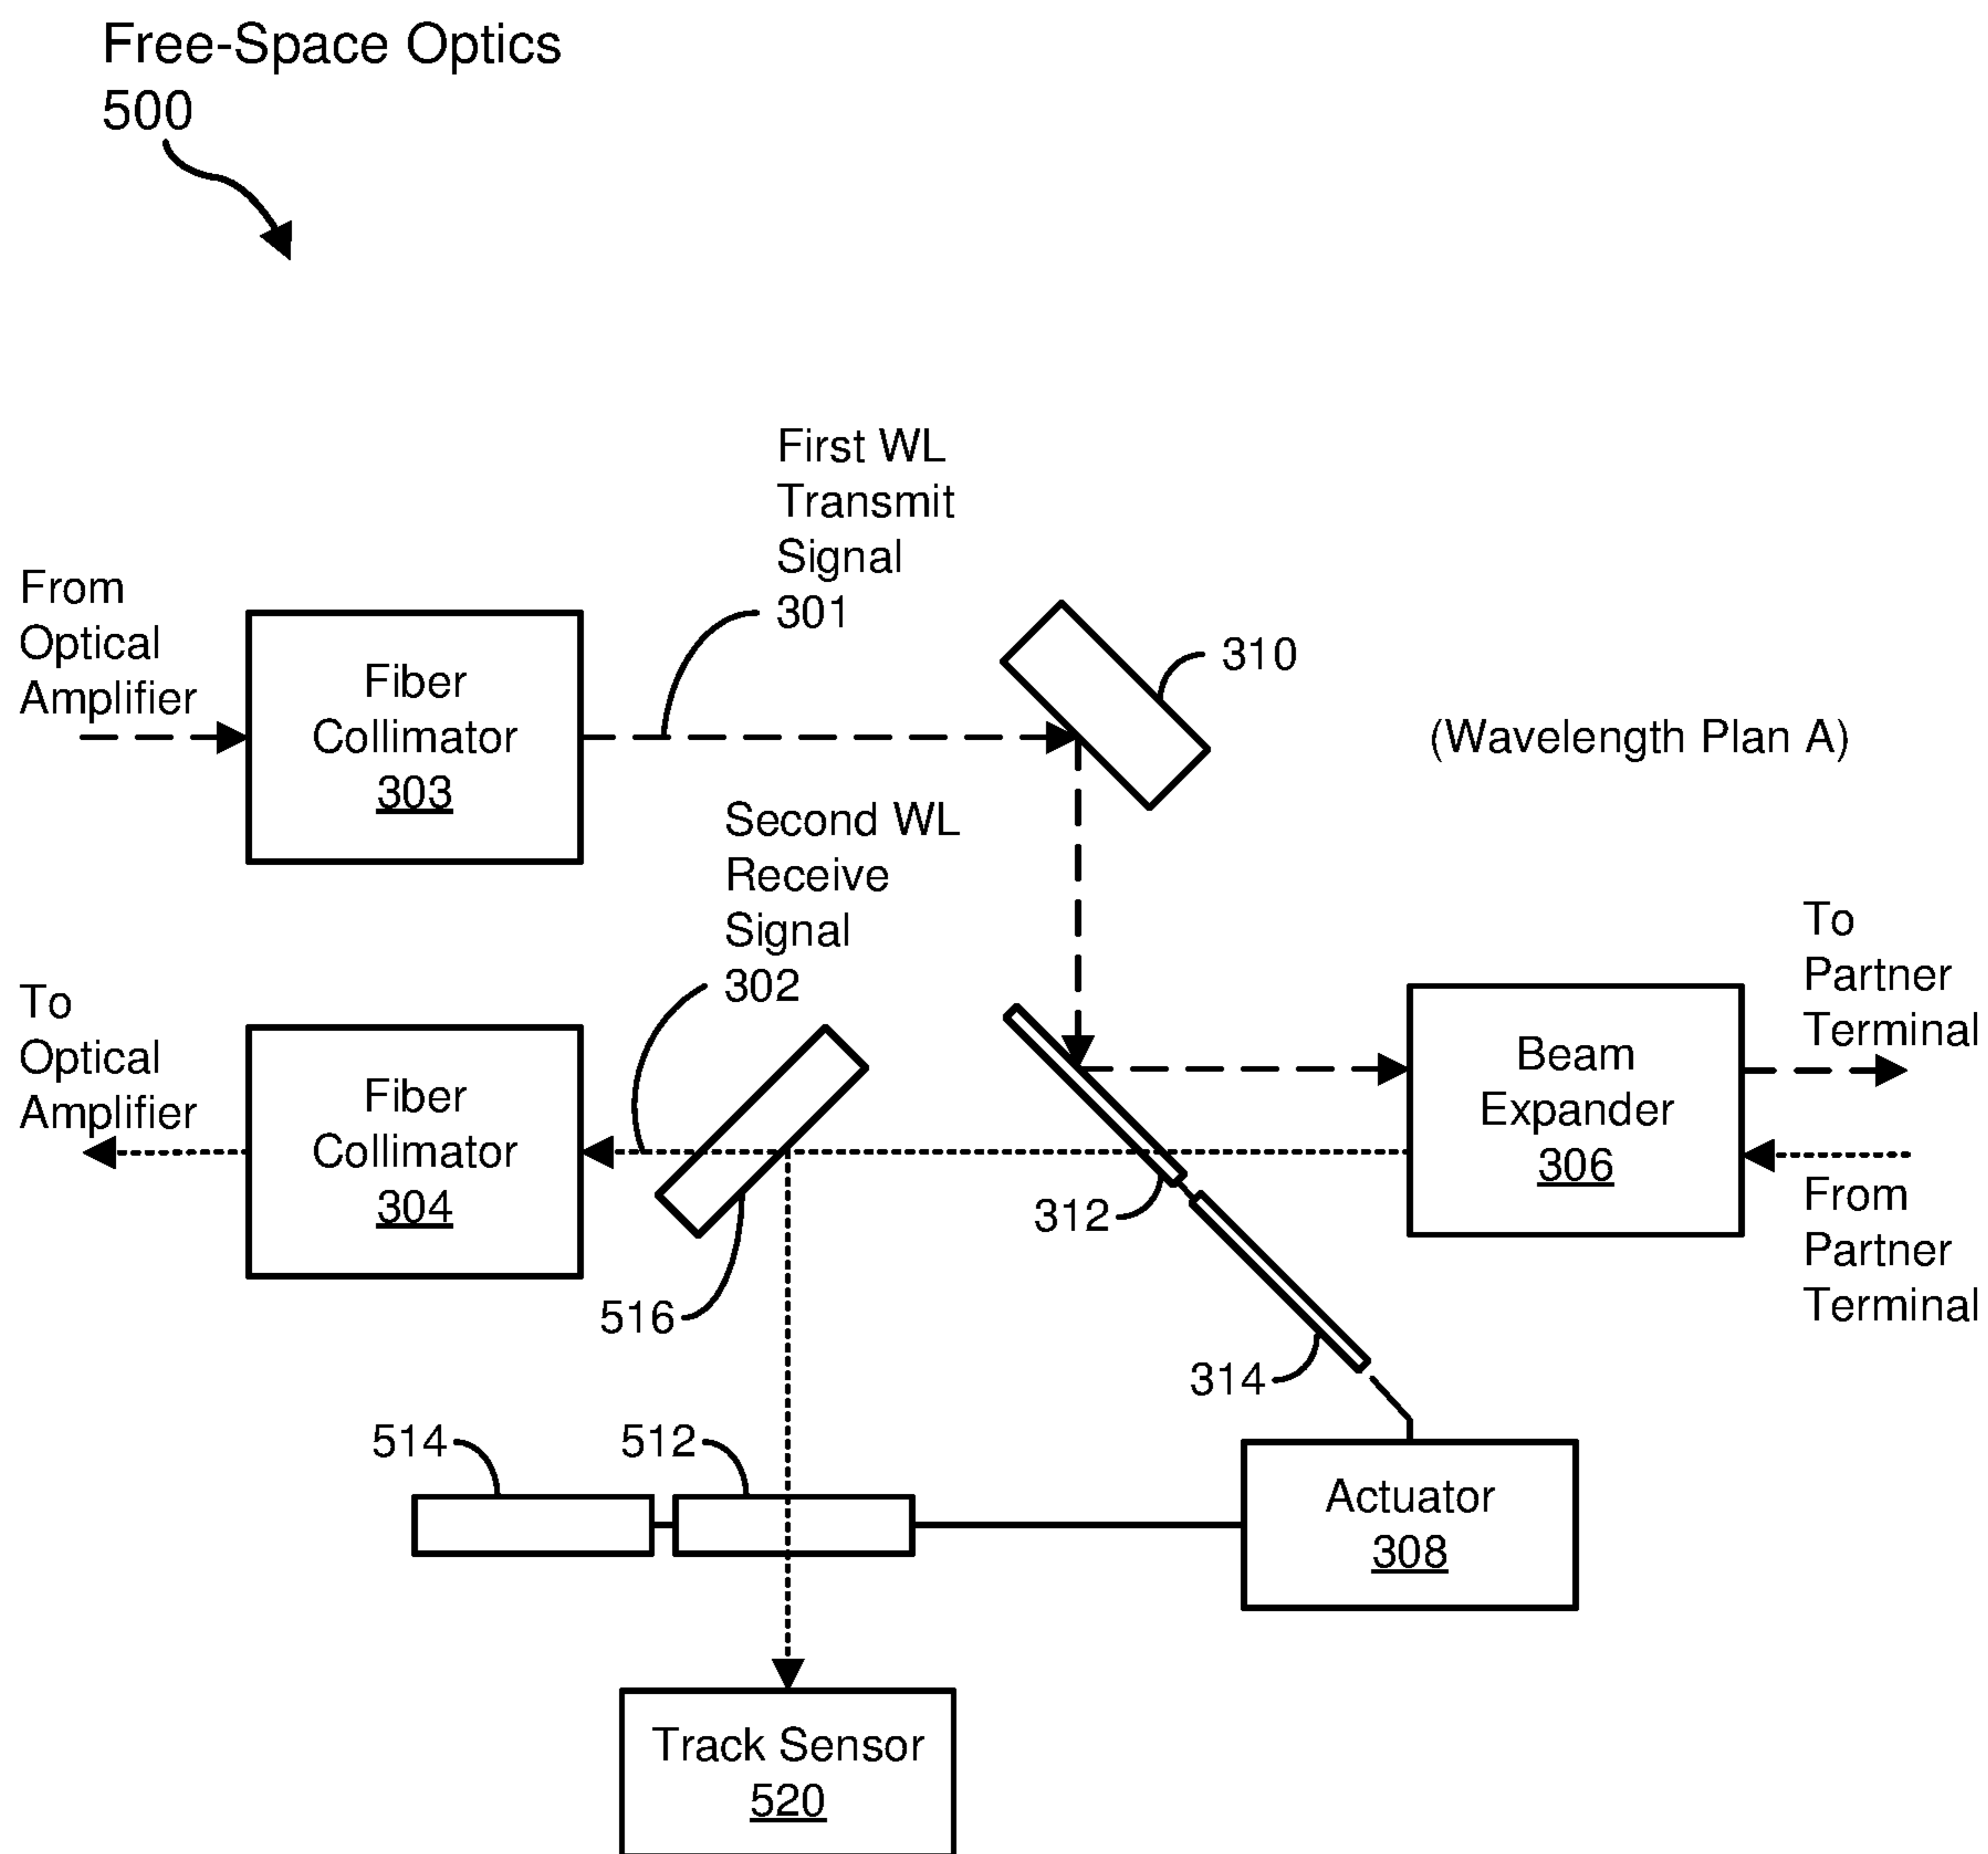 Free-Space Optics
500
First WL
Transmit
Signal
301
From
Optical
Amplifier
Fiber
Collimator
303
310
(Wavelength Plan A)
Second WL
Receive
Signal
302
To
Optical
Amplifier
Fiber
Collimator
304
To
Partner
Terminal
Beam
Expander
306
From
Partner
Terminal
312
516
314
514
512
Actuator
308
Track Sensor
520